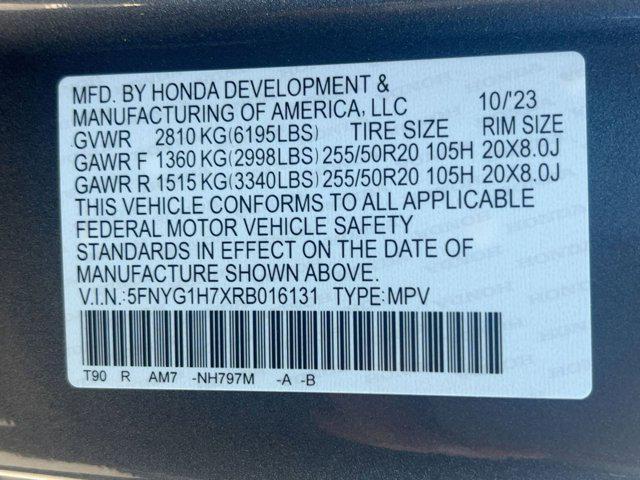 MFD. BY HONDA DEVELOPMENT &
MANUFACTURING OF AMERICA, LLC 10/'23
GVWR 2810 KG(6195LBS) TIRE SIZE RIM SIZE
GAWR F 1360 KG(2998LBS) 255/50R20 105H 20X8.0J
GAWR R 1515 KG(3340LBS) 255/50R20 105H 20X8.0J
THIS VEHICLE CONFORMS TO ALL APPLICABLE
FEDERAL MOTOR VEHICLE SAFETY
STANDARDS IN EFFECT ON THE DATE OF
MANUFACTURE SHOWN ABOVE.
V.I.N.:5FNYG1H7XRB016131 TYPE:MPV
T90 R AM7 -NH797M -A -B